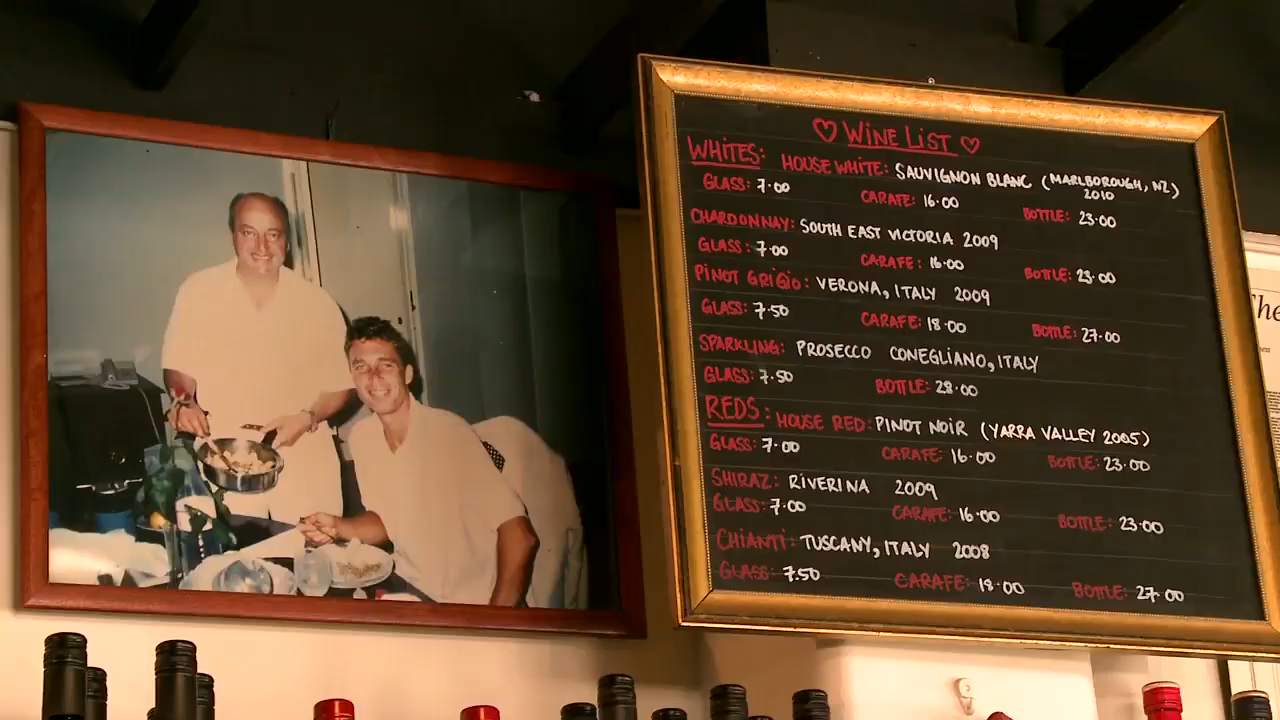 ♡ WINE LIST ♡
WHITES: HOUSE WHITE: SAUVIGNON BLANC (MARLBOROUGH, NZ) 2010
GLASS: 7.00 CARAFE: 16.00 BOTTLE: 23.00
CHARDONNAY: SOUTH EAST VICTORIA 2009
GLASS: 7.00 CARAFE: 16.00 BOTTLE: 23.00
PINOT GRIGIO: VERONA, ITALY 2009
GLASS: 7.50 CARAFE: 18.00 BOTTLE: 27.00
SPARKLING: PROSECCO CONEGLIANO, ITALY
GLASS: 7.50 BOTTLE: 28.00
REDS: HOUSE RED: PINOT NOIR (YARRA VALLEY 2005)
GLASS: 7.00 CARAFE: 16.00 BOTTLE: 23.00
SHIRAZ: RIVERINA 2009
GLASS: 7.00 CARAFE: 16.00 BOTTLE: 23.00
CHIANTI: TUSCANY, ITALY 2008
GLASS: 7.50 CARAFE: 18.00 BOTTLE: 27.00
The